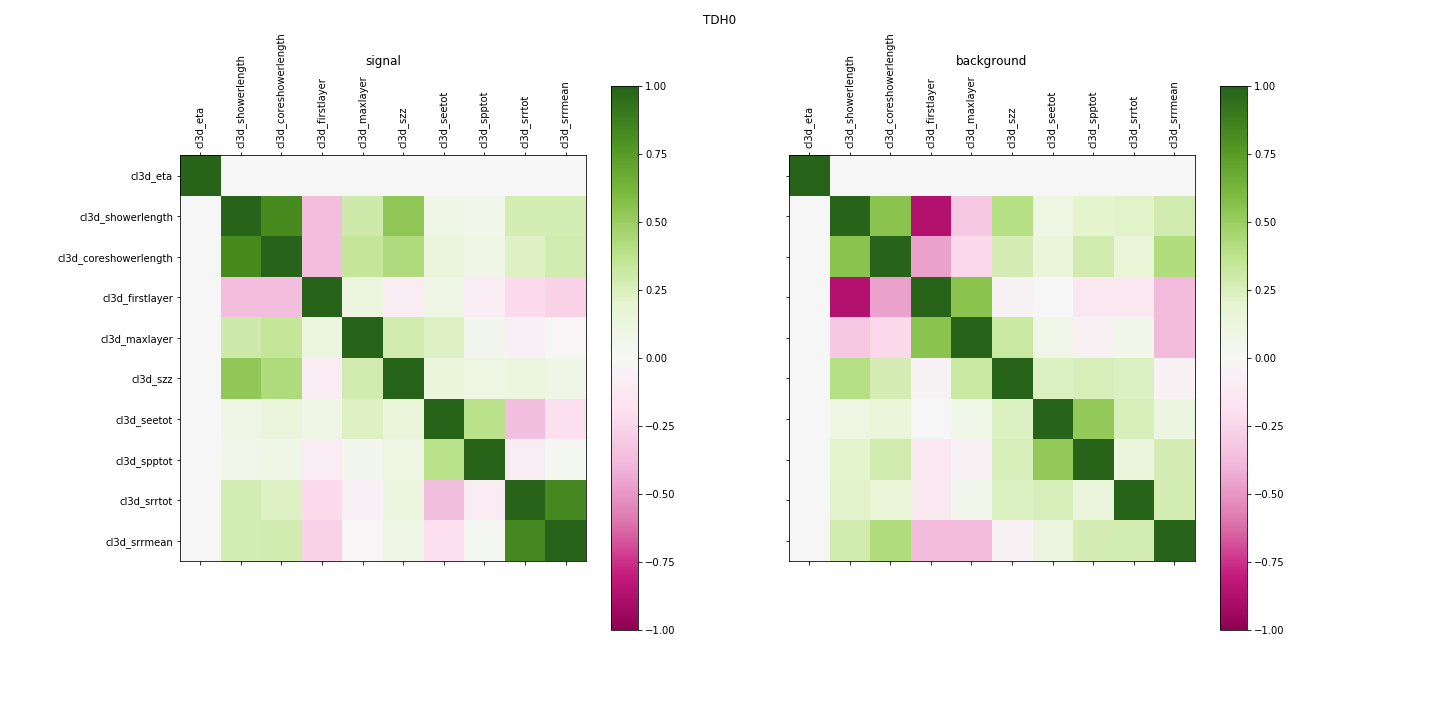 TDH0
signal
cl3d_eta
cl3d_showerlength
cl3d_coreshowerlength
cl3d_firstlayer
cl3d_maxlayer
cl3d_szz
cl3d_seetot
cl3d_spptot
cl3d_srrtot
cl3d_srrmean
cl3d_eta
cl3d_showerlength
cl3d_coreshowerlength
cl3d_firstlayer
cl3d_maxlayer
cl3d_szz
cl3d_seetot
cl3d_spptot
cl3d_srrtot
cl3d_srrmean
1.00
0.75
0.50
0.25
0.00
−0.25
−0.50
−0.75
−1.00
background
cl3d_eta
cl3d_showerlength
cl3d_coreshowerlength
cl3d_firstlayer
cl3d_maxlayer
cl3d_szz
cl3d_seetot
cl3d_spptot
cl3d_srrtot
cl3d_srrmean
1.00
0.75
0.50
0.25
0.00
−0.25
−0.50
−0.75
−1.00